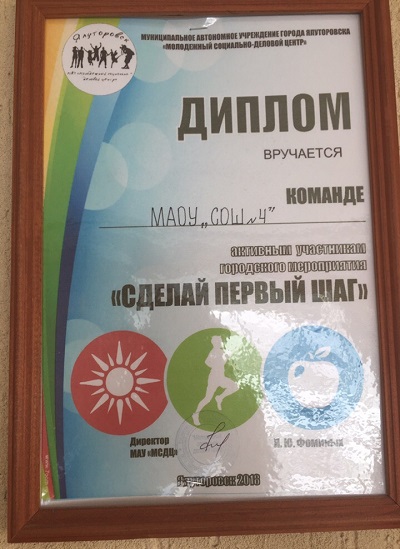 Ялуторовск
МУНИЦИПАЛЬНОЕ АВТОНОМНОЕ УЧРЕЖДЕНИЕ ГОРОДА ЯЛУТОРОВСКА
«МОЛОДЕЖНЫЙ СОЦИАЛЬНО-ДЕЛОВОЙ ЦЕНТР»
ДИПЛОМ
ВРУЧАЕТСЯ
КОМАНДЕ
МАОУ „СОШ №4"
активным участникам
городского мероприятия
«СДЕЛАЙ ПЕРВЫЙ ШАГ»
Директор
МАУ «МСДЦ»
Ялуторовск 2018